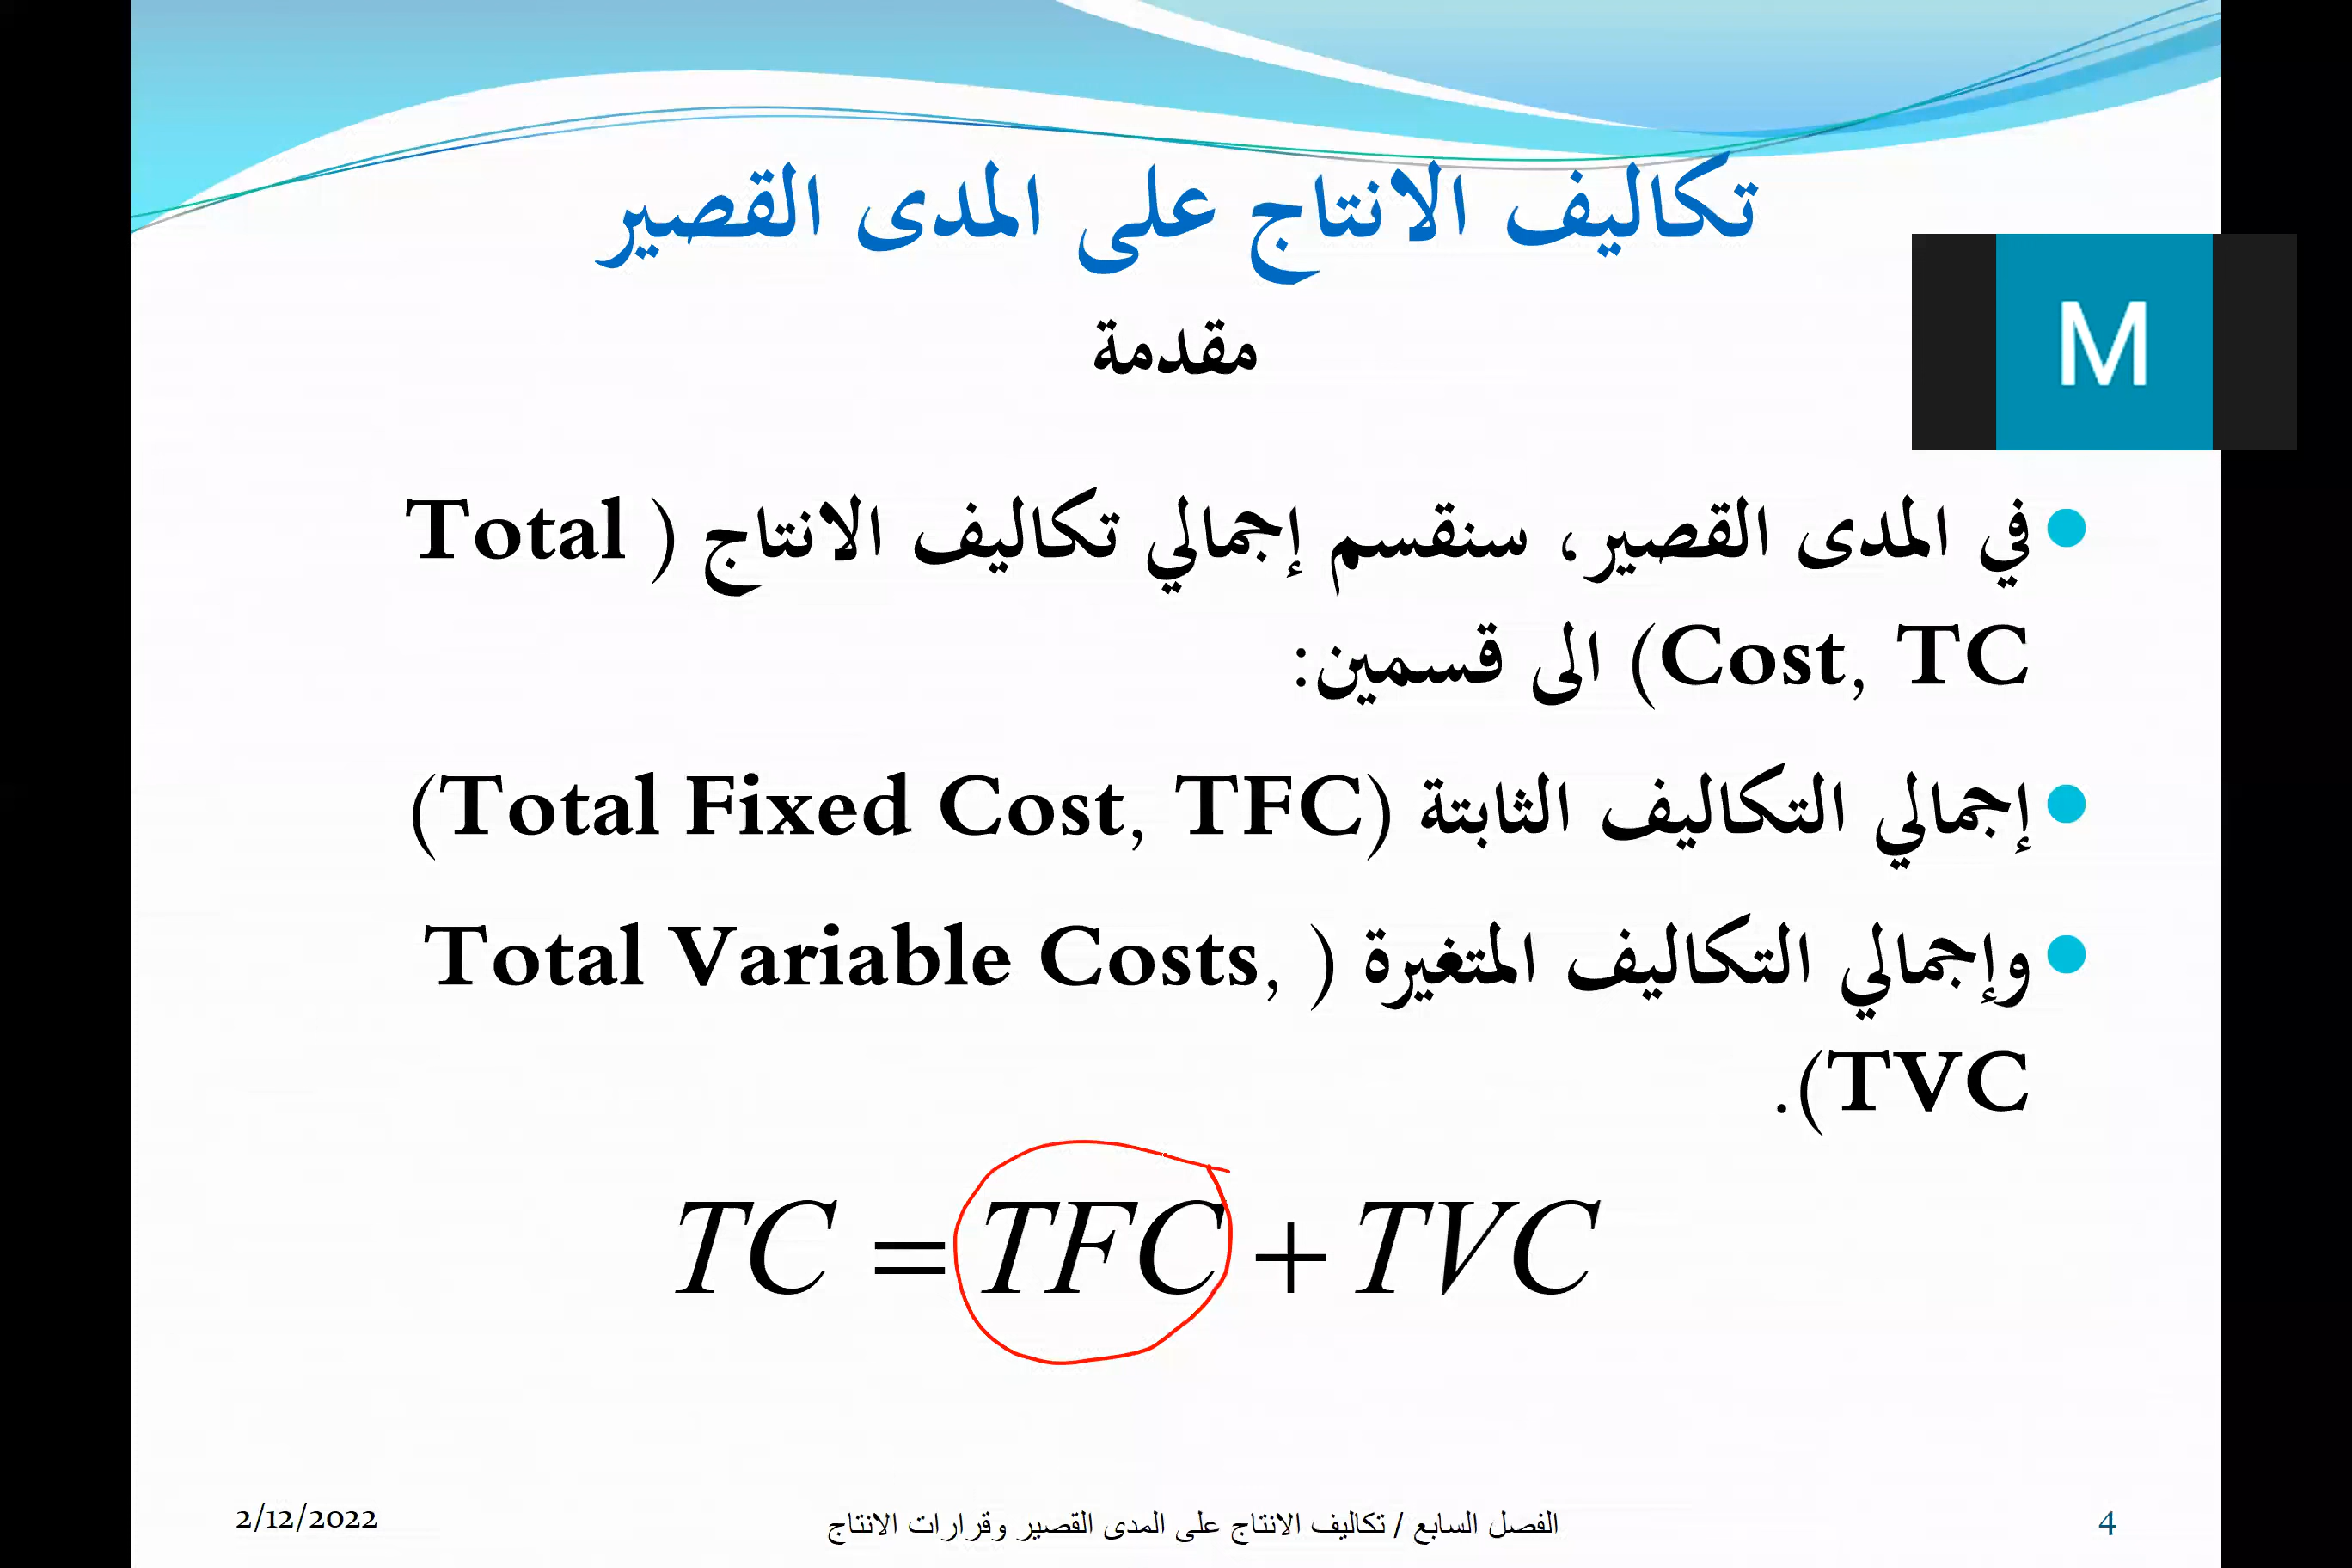 تكاليف الانتاج على المدى القصير
مقدمة
M
في المدى القصير، سنقسم إجمالي تكاليف الانتاج (Total
Cost, TC) الى قسمين:
إجمالي التكاليف الثابتة (Total Fixed Cost, TFC)
وإجمالي التكاليف المتغيرة (Total Variable Costs,
TVC).
TC = TFC + TVC
2/12/2022
الفصل السابع / تكاليف الانتاج على المدى القصير وقرارات الانتاج
4